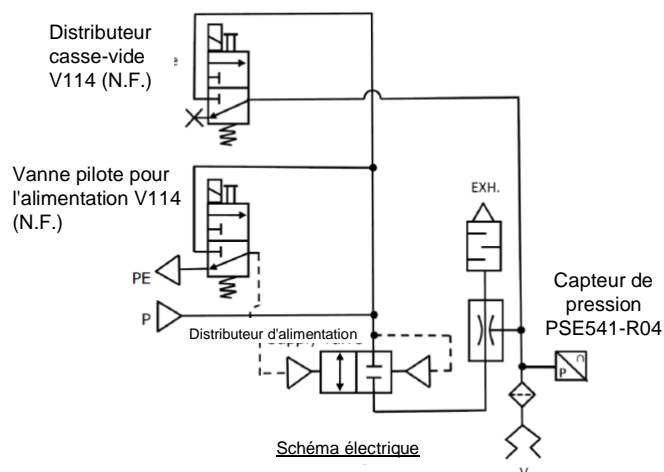 Distributeur
casse-vide
V114 (N.F.)
Vanne pilote pour
l'alimentation V114
(N.F.)
EXH.
PE
P
Distributeur d'alimentation
Capteur de
pression
PSE541-R04
P
Schéma électrique
V